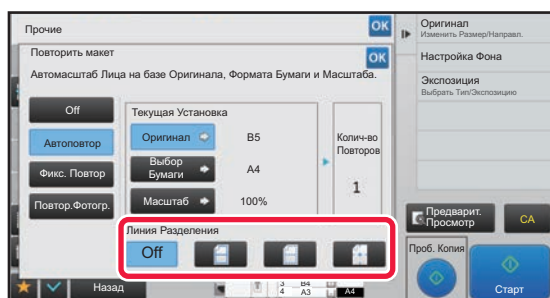 Прочие
OK
Повторить макет
OK
Автомасштаб Лица на базе Оригинала, Формата Бумаги и Масштаба.
Off
Автоповтор
Фикс. Повтор
Повтор.Фотогр.
Текущая Установка
Оригинал
B5
Выбор
Бумаги
A4
Масштаб
100%
Колич-во
Повторов
1
Линия Разделения
Off
Назад
3 B4
4 A3
A4
Оригинал
Изменить Размер/Направл.
Настройка Фона
Экспозиция
Выбрать Тип/Экспозицию
Предварит.
Просмотр
CA
Проб. Копия
Старт